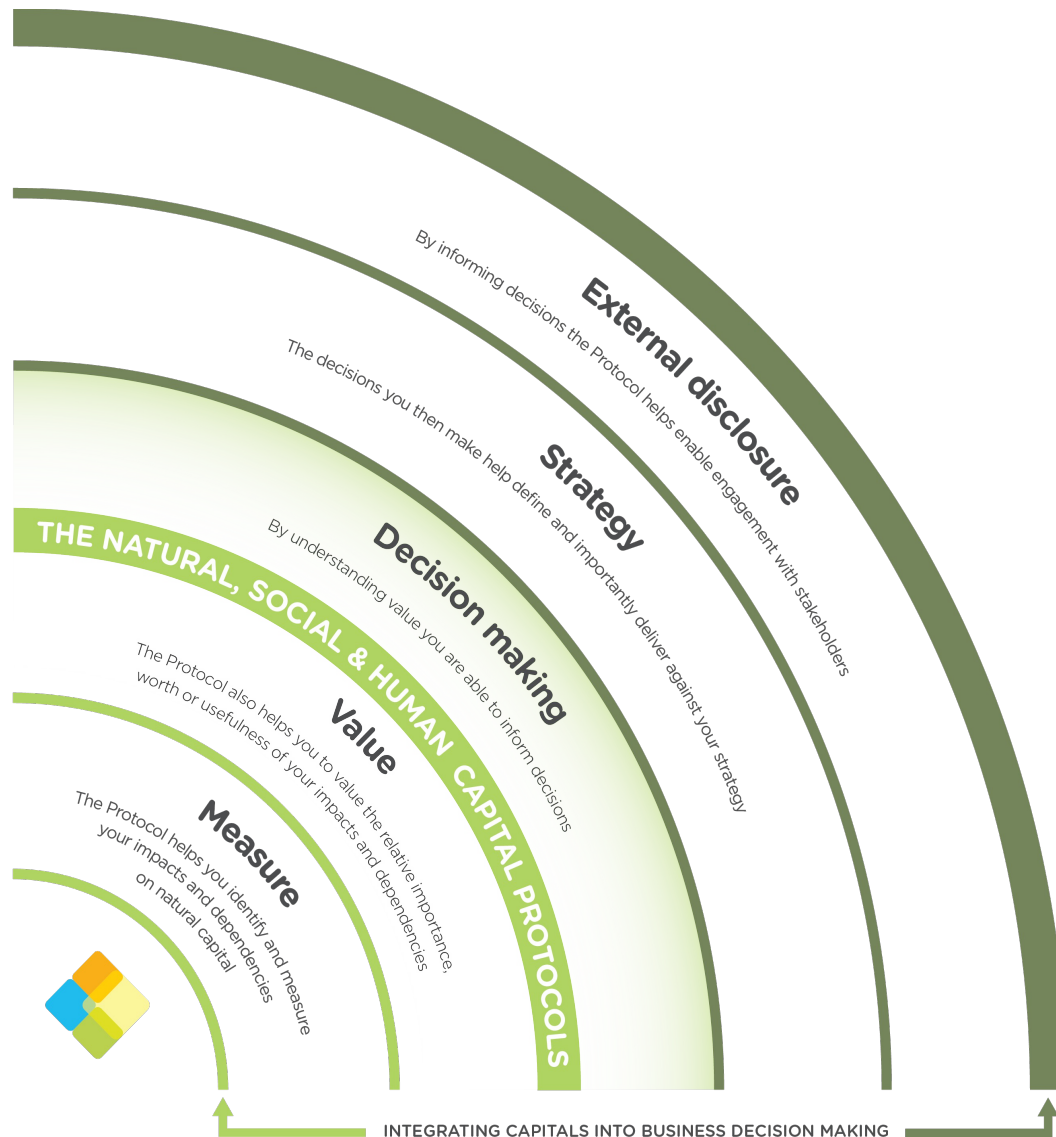 External disclosure
By informing decisions the Protocol helps enable engagement with stakeholders
Strategy
The decisions you then make help define and importantly deliver against your strategy
Decision making
By understanding value you are able to inform decisions
THE NATURAL, SOCIAL & HUMAN CAPITAL PROTOCOLS
Value
The Protocol also helps you to value the relative importance,
worth or usefulness of your impacts and dependencies
Measure
The Protocol helps you identify and measure
your impacts and dependencies
on natural capital
INTEGRATING CAPITALS INTO BUSINESS DECISION MAKING